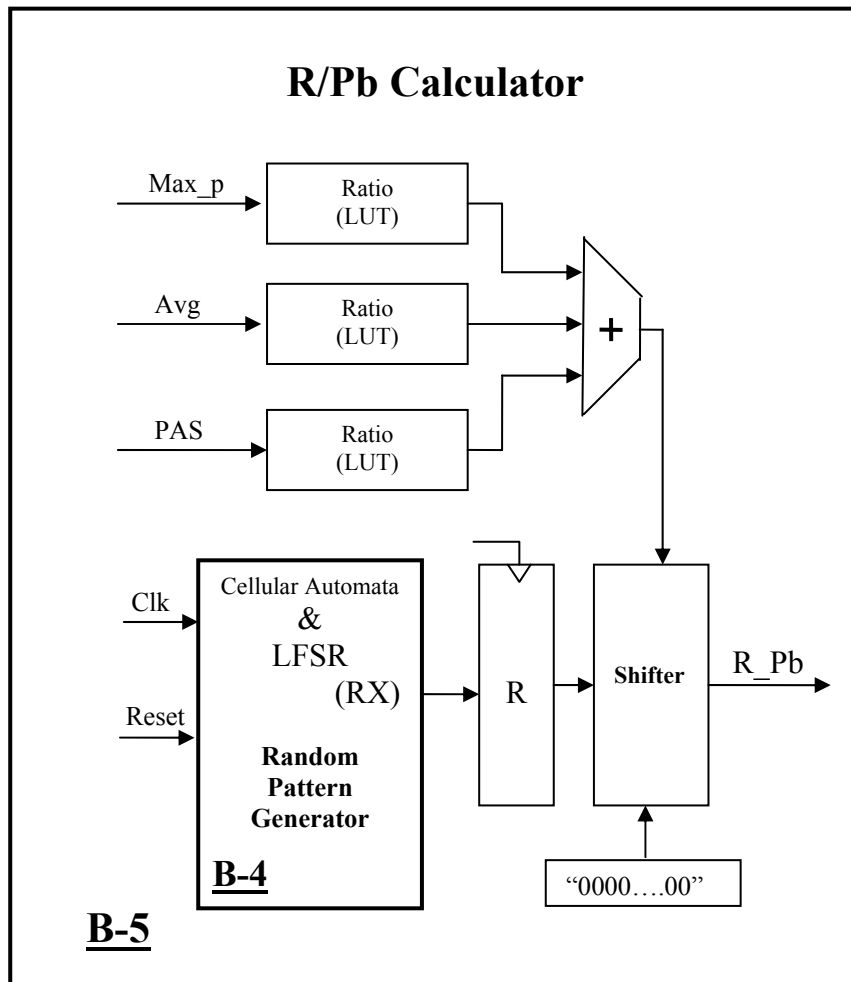 R/Pb Calculator
Max_p
Ratio
(LUT)
Avg
Ratio
(LUT)
+
PAS
Ratio
(LUT)
Clk
Reset
Cellular Automata
&
LFSR
(RX)
Random
Pattern
Generator
B-4
R
Shifter
R_Pb
“0000....00”
B-5